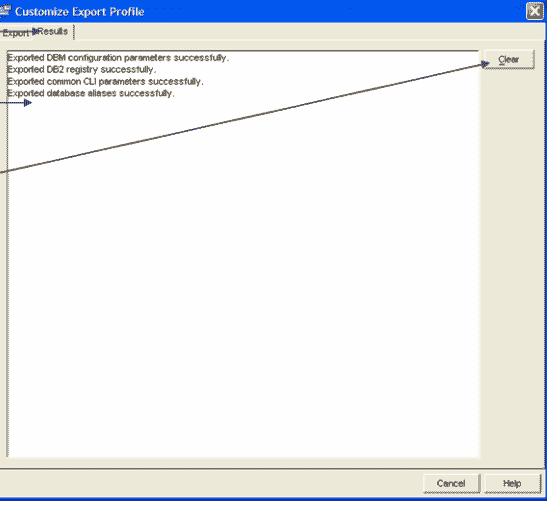 Customize Export Profile
Export Results
Exported DBM configuration parameters successfully.
Exported DB2 registry successfully.
Exported common CLI parameters successfully.
Exported database aliases successfully.
Clear
Cancel Help